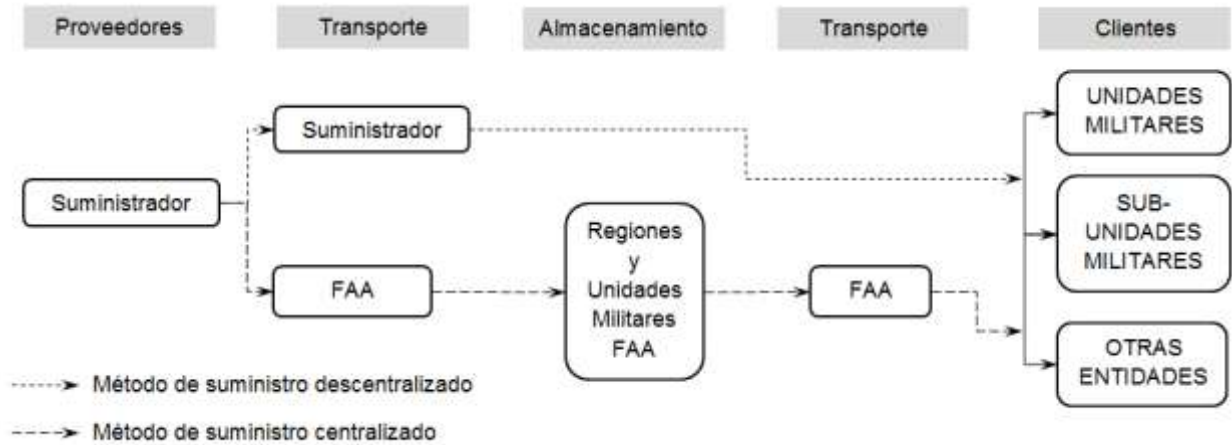 Proveedores
Transporte
Almacenamiento
Transporte
Clientes
Suministrador
Suministrador
FAA
Regiones
y
Unidades
Militares
FAA
FAA
UNIDADES
MILITARES
SUB-
UNIDADES
MILITARES
OTRAS
ENTIDADES
Método de suministro descentralizado
Método de suministro centralizado